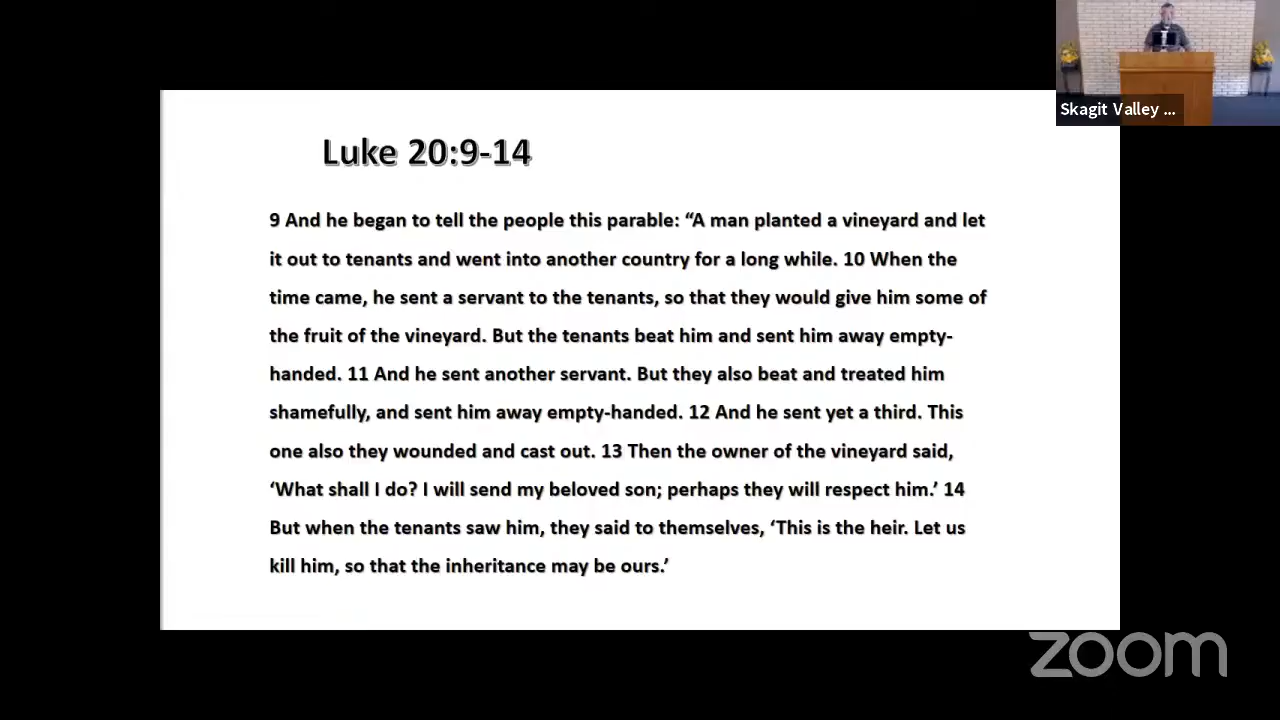 Skagit Valley ...
Luke 20:9-14
9 And he began to tell the people this parable: “A man planted a vineyard and let
it out to tenants and went into another country for a long while. 10 When the
time came, he sent a servant to the tenants, so that they would give him some of
the fruit of the vineyard. But the tenants beat him and sent him away empty-
handed. 11 And he sent another servant. But they also beat and treated him
shamefully, and sent him away empty-handed. 12 And he sent yet a third. This
one also they wounded and cast out. 13 Then the owner of the vineyard said,
‘What shall I do? I will send my beloved son; perhaps they will respect him.’ 14
But when the tenants saw him, they said to themselves, ‘This is the heir. Let us
kill him, so that the inheritance may be ours.’
zoom